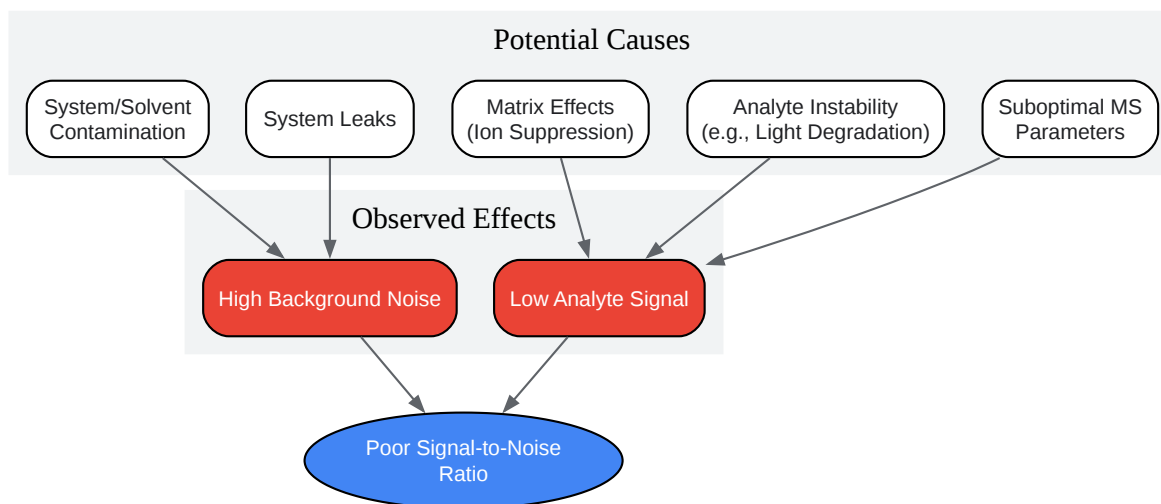 Potential Causes
System/Solvent
Contamination
System Leaks
Matrix Effects
(Ion Suppression)
Analyte Instability
(e.g., Light Degradation)
Suboptimal MS
Parameters
Observed Effects
High Background Noise
Low Analyte Signal
Poor Signal-to-Noise
Ratio